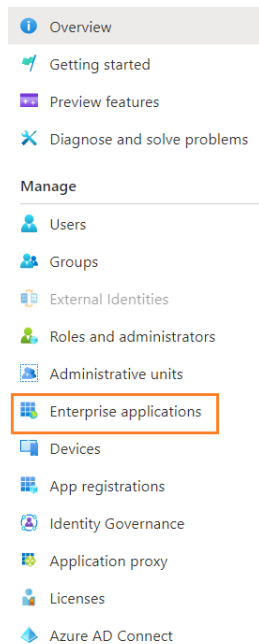 Overview
Getting started
Preview features
Diagnose and solve problems
Manage
Users
Groups
External Identities
Roles and administrators
Administrative units
Enterprise applications
Devices
App registrations
Identity Governance
Application proxy
Licenses
Azure AD Connect